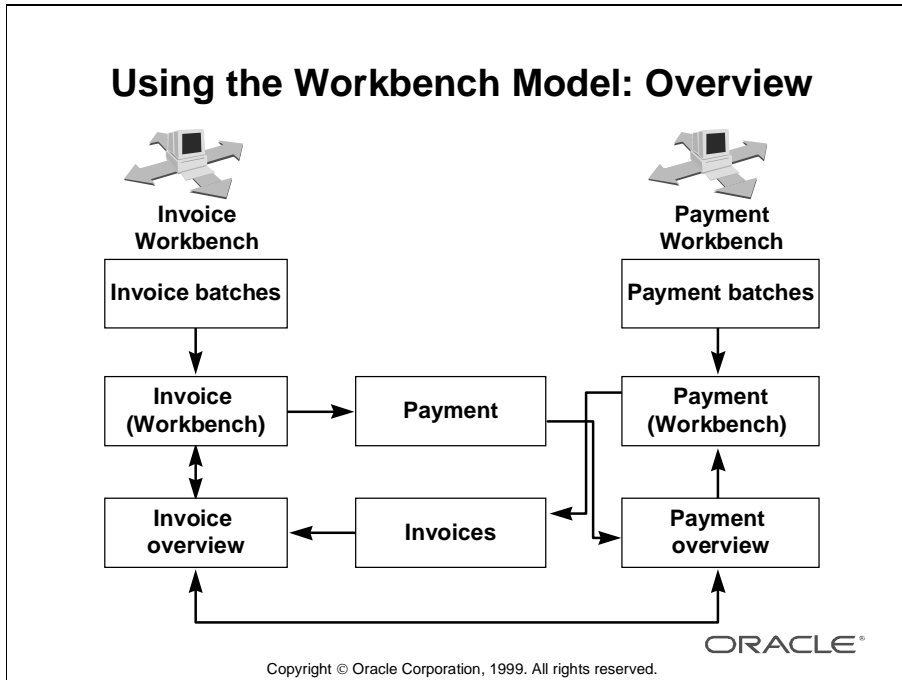 Using the Workbench Model: Overview
Invoice
Workbench
Payment
Workbench
Invoice batches
Payment batches
Invoice
(Workbench)
Payment
Payment
(Workbench)
Invoice
overview
Invoices
Payment
overview
ORACLE®
Copyright © Oracle Corporation, 1999. All rights reserved.